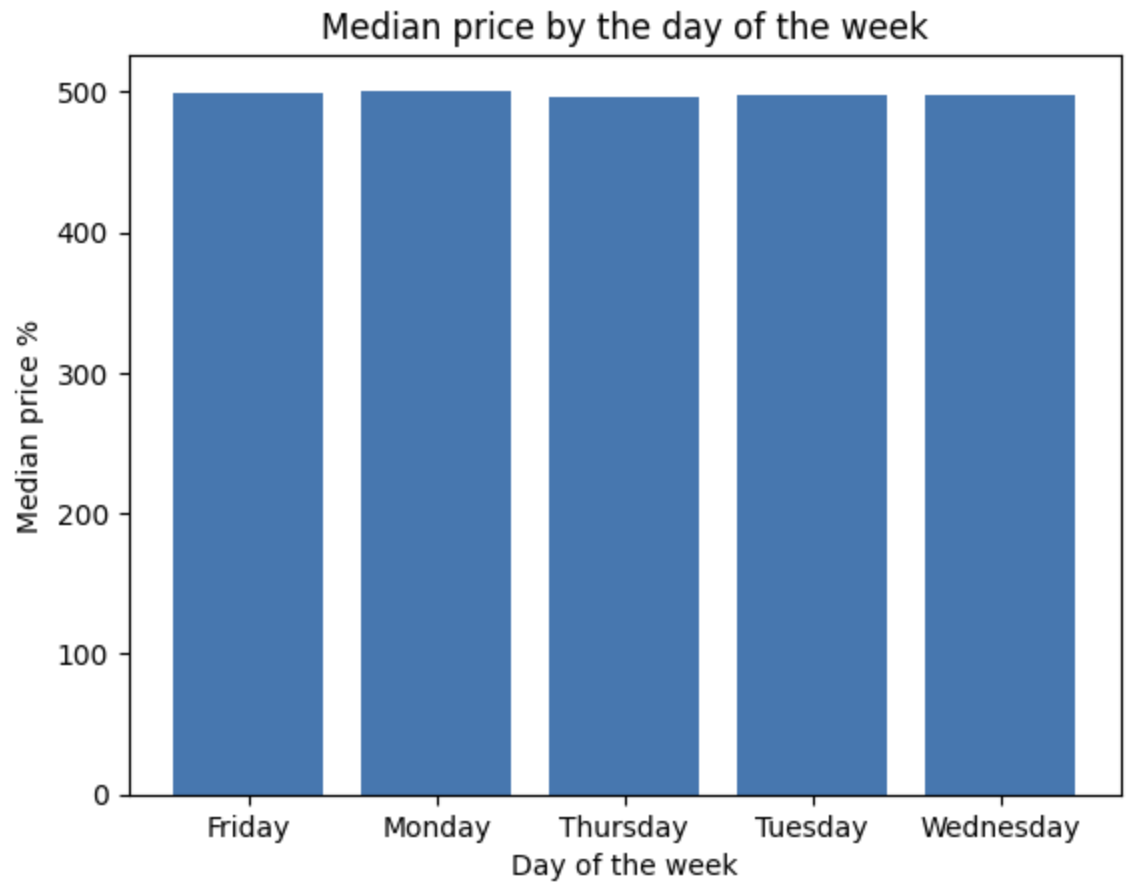 Median price by the day of the week
Median price %
500
400
300
200
100
0
Friday Monday Thursday Tuesday Wednesday
Day of the week